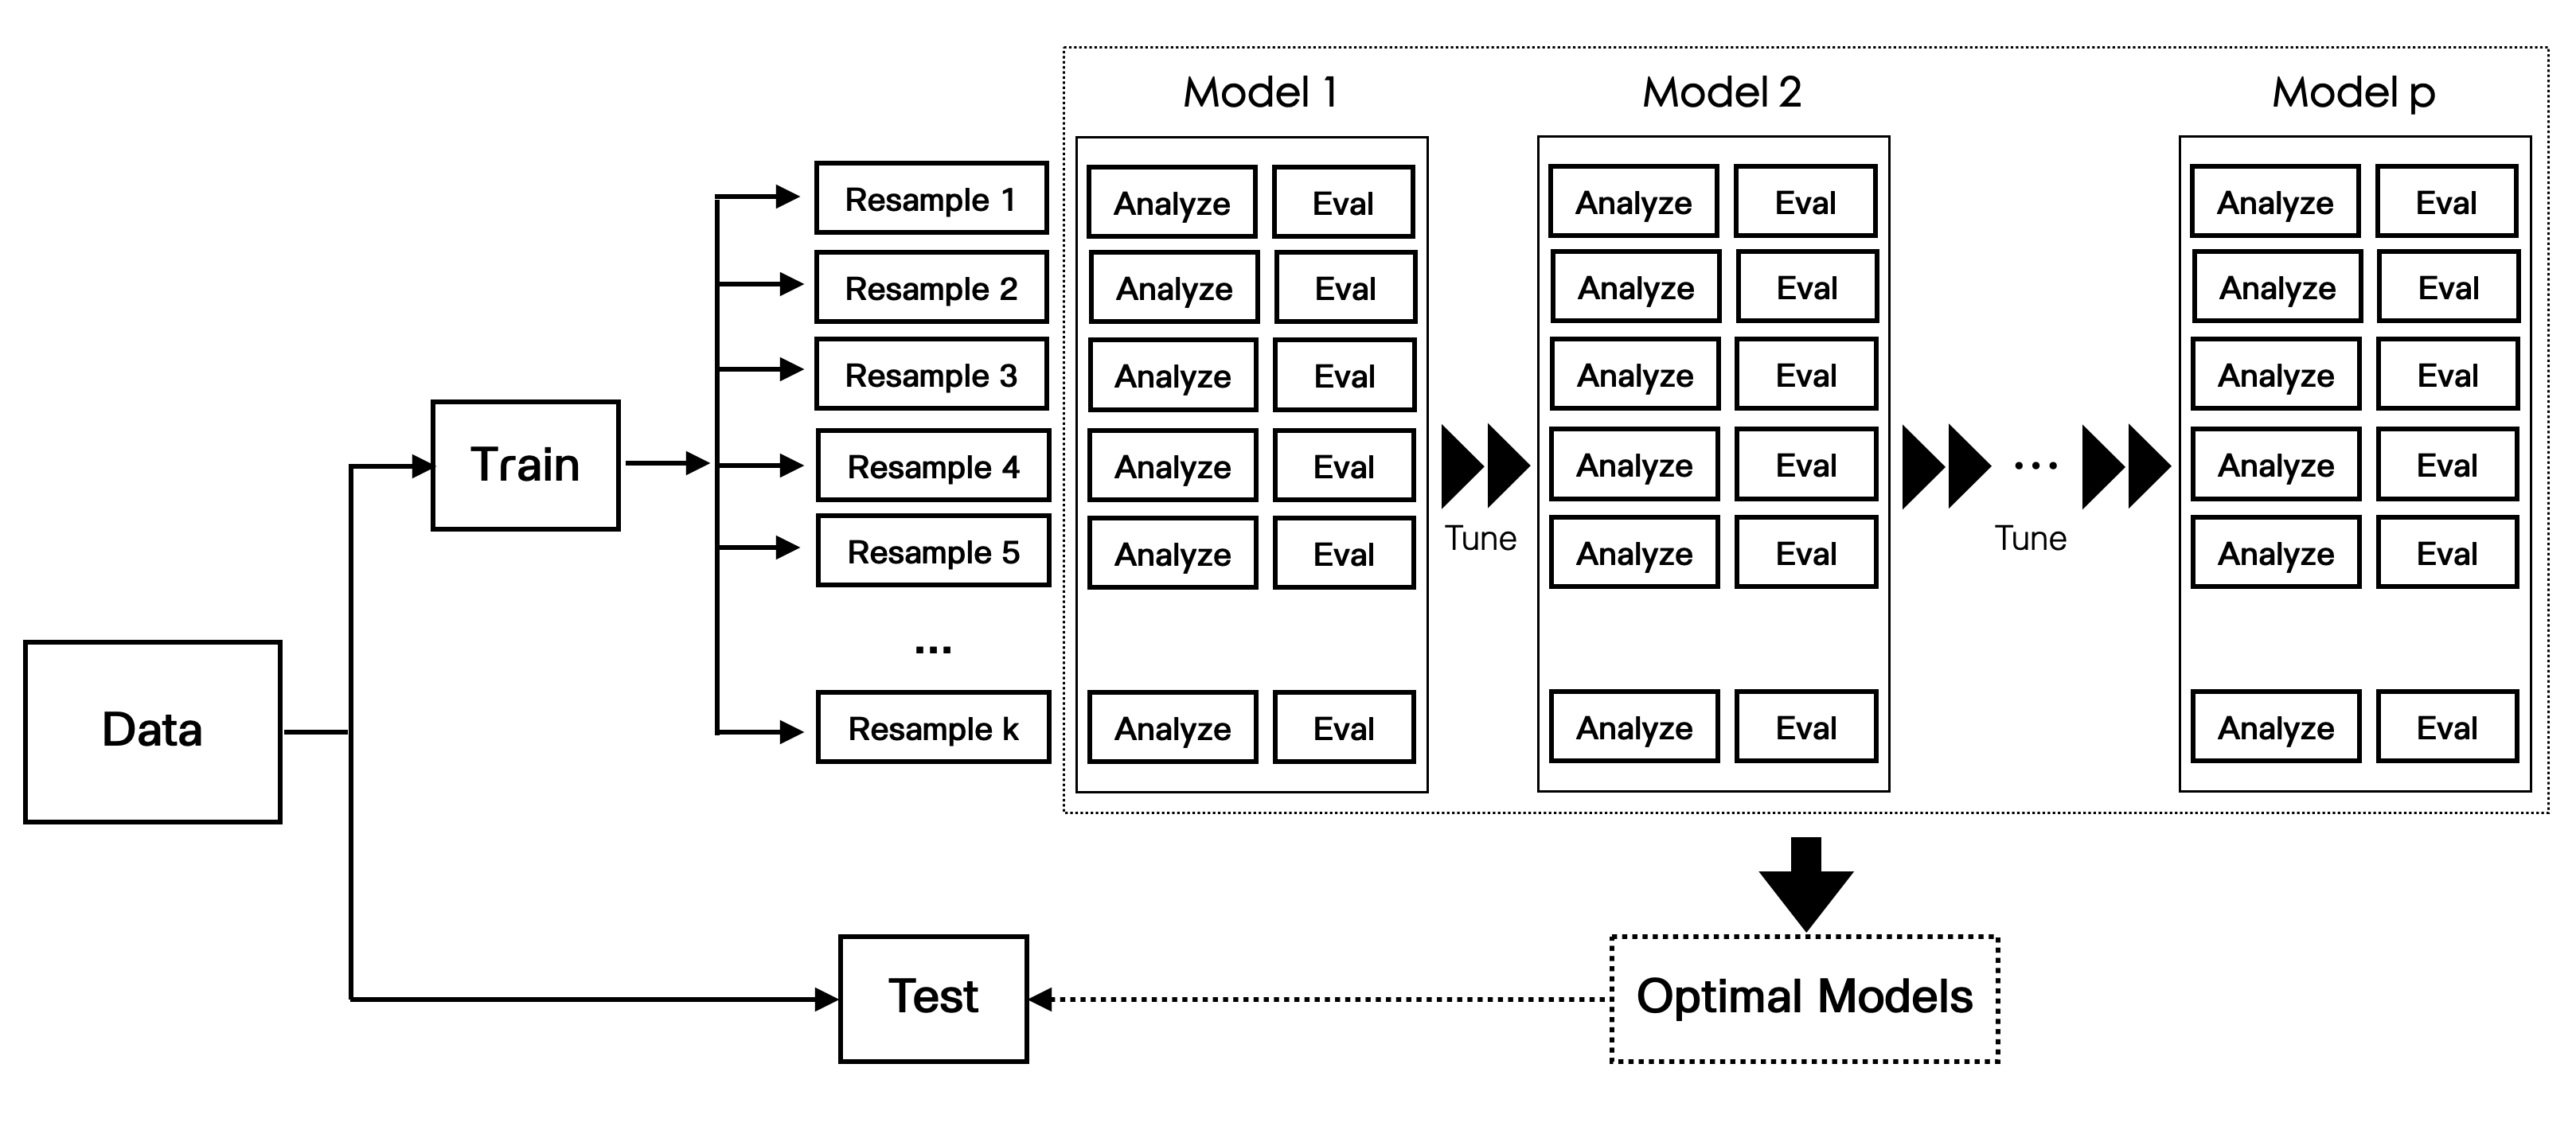 Model 1 Model 2 Model p
Resample 1 Analyze Eval Analyze Eval Analyze Eval
Resample 2 Analyze Eval Analyze Eval Analyze Eval
Resample 3 Analyze Eval Analyze Eval Analyze Eval
Train Resample 4 Analyze Eval Analyze Eval ... Analyze Eval
Tune Tune
Resample 5 Analyze Eval Analyze Eval Analyze Eval
...
Data Resample k Analyze Eval Analyze Eval Analyze Eval
Test Optimal Models